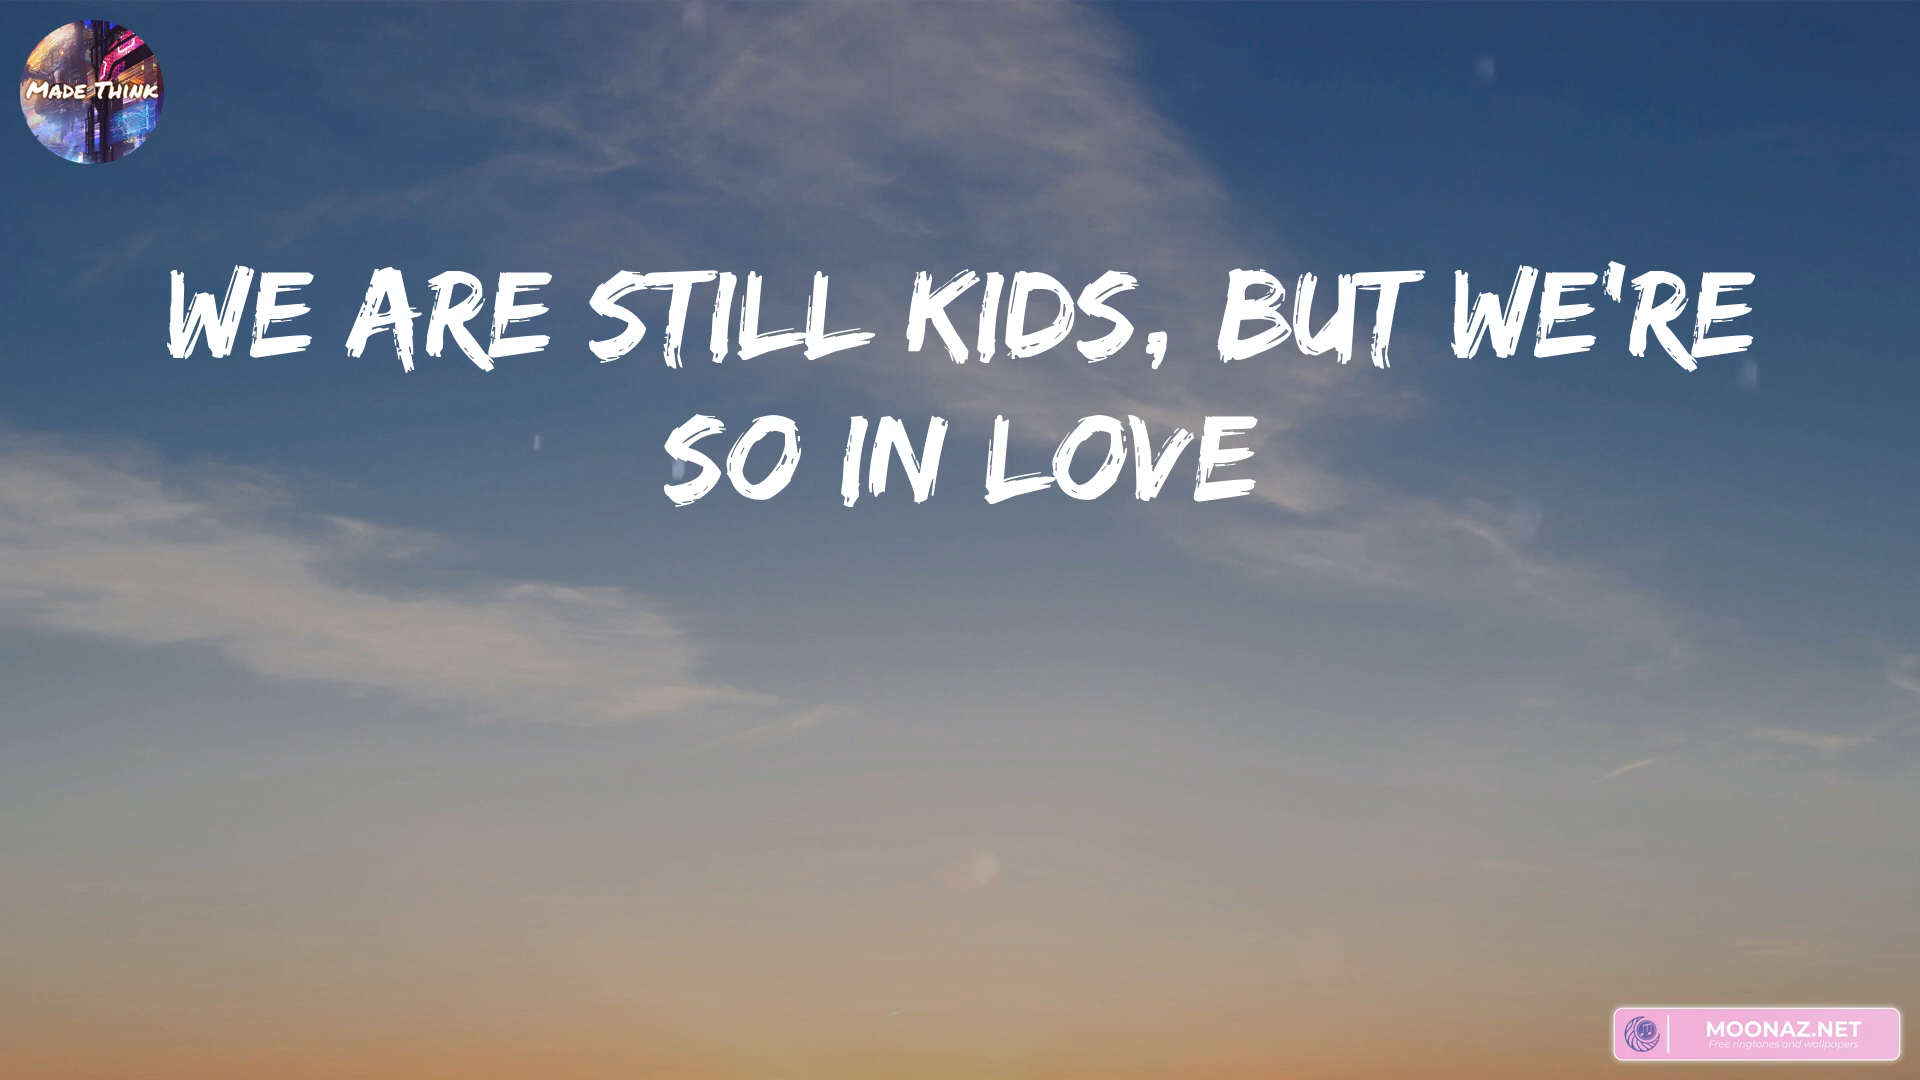 MADE THINK
WE ARE STILL KIDS, BUT WE'RE
SO IN LOVE
MOONAZ.NET
Free ringtones and wallpapers